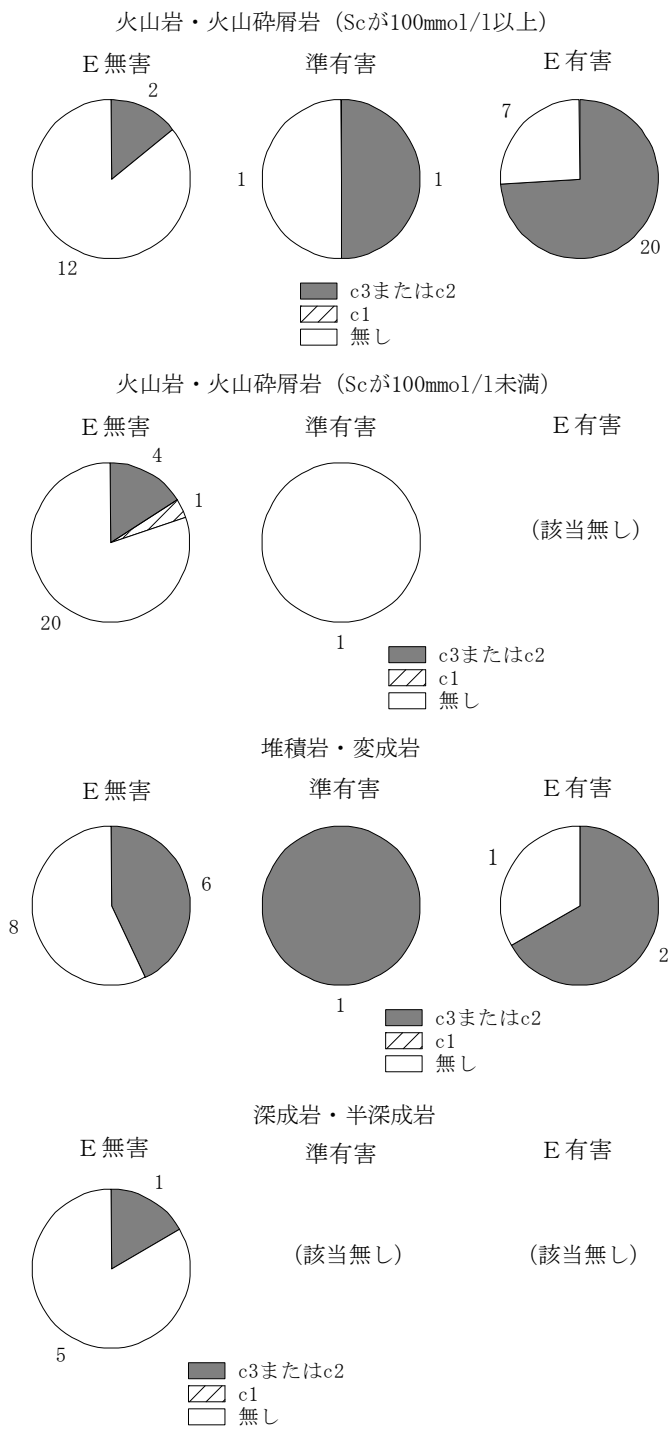 火山岩・火山砕屑岩（Scが100mmol/l以上）
Ｅ無害 準有害 Ｅ有害
2
12
1
1
7
20
c3またはc2
c1
無し
火山岩・火山砕屑岩（Scが100mmol/l未満）
Ｅ無害 準有害 Ｅ有害
4
1
20
1
（該当無し）
c3またはc2
c1
無し
堆積岩・変成岩
Ｅ無害 準有害 Ｅ有害
6
8
1
1
2
c3またはc2
c1
無し
深成岩・半深成岩
Ｅ無害 準有害 Ｅ有害
1
5
（該当無し） （該当無し）
c3またはc2
c1
無し